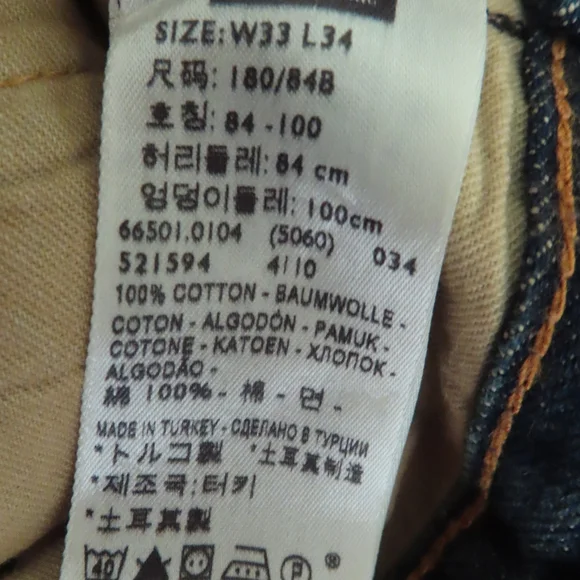 SIZE: W33 L34
尺码: 180/84B
호칭: 84 -100
허리둘레: 84 cm
엉덩이둘레: 100cm
66501.0104 (5060) 034
521594 4110
100% COTTON - BAUMWOLLE -
COTON - ALGODÓN - PAMUK -
COTONE - KATOEN - ХЛОПОК -
ALGODÃO -
綿 100% - 棉 - 면 -
MADE IN TURKEY - СДЕЛАНО В ТУРЦИИ
*トルコ製 *土耳其制造
*제조국:터키
*土耳其製
40 P ®